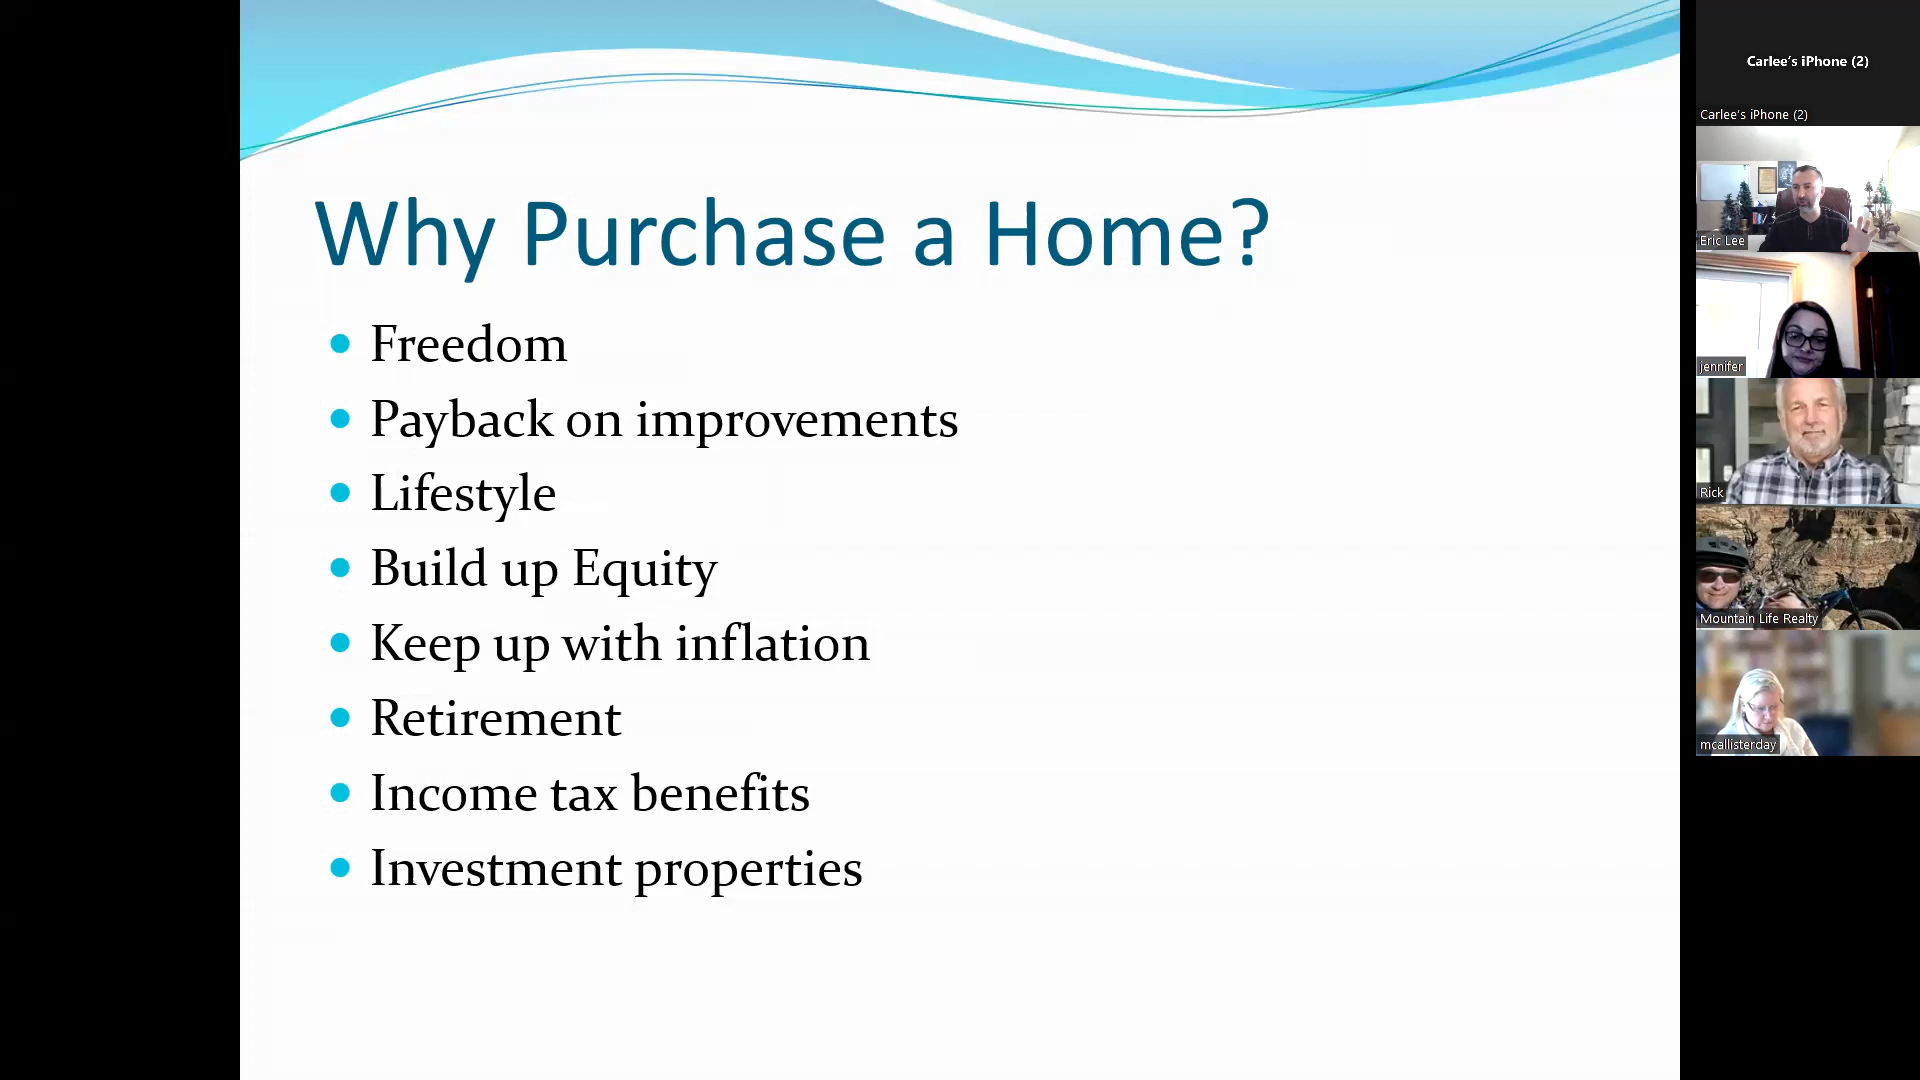 Why Purchase a Home?
Freedom
Payback on improvements
Lifestyle
Build up Equity
Keep up with inflation
Retirement
Income tax benefits
Investment properties
Carlee's iPhone (2)
Carlee's iPhone (2)
Eric Lee
jennifer
Rick
Mountain Life Realty
mcallisterday